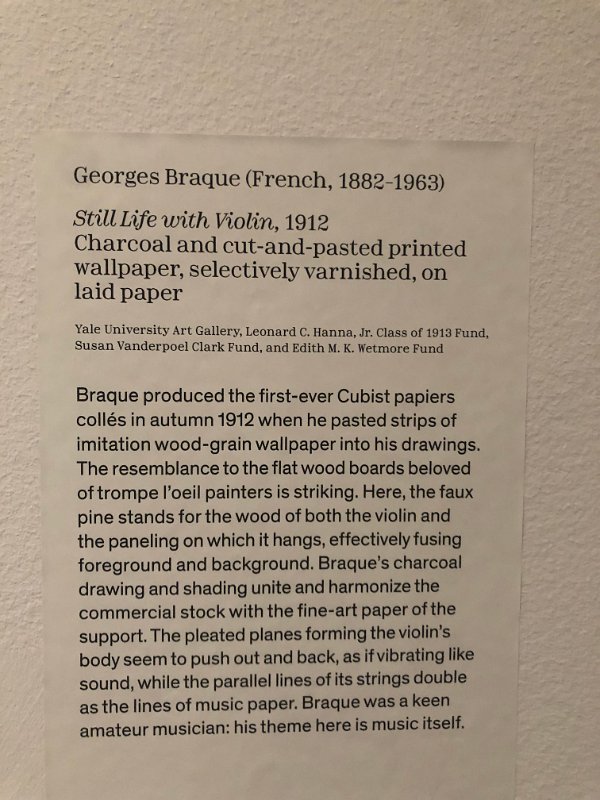 Georges Braque (French, 1882-1963)
Still Life with Violin, 1912
Charcoal and cut-and-pasted printed
wallpaper, selectively varnished, on
laid paper
Yale University Art Gallery, Leonard C. Hanna, Jr. Class of 1913 Fund,
Susan Vanderpoel Clark Fund, and Edith M. K. Wetmore Fund
Braque produced the first-ever Cubist papiers
collés in autumn 1912 when he pasted strips of
imitation wood-grain wallpaper into his drawings.
The resemblance to the flat wood boards beloved
of trompe l'oeil painters is striking. Here, the faux
pine stands for the wood of both the violin and
the paneling on which it hangs, effectively fusing
foreground and background. Braque's charcoal
drawing and shading unite and harmonize the
commercial stock with the fine-art paper of the
support. The pleated planes forming the violin's
body seem to push out and back, as if vibrating like
sound, while the parallel lines of its strings double
as the lines of music paper. Braque was a keen
amateur musician: his theme here is music itself.